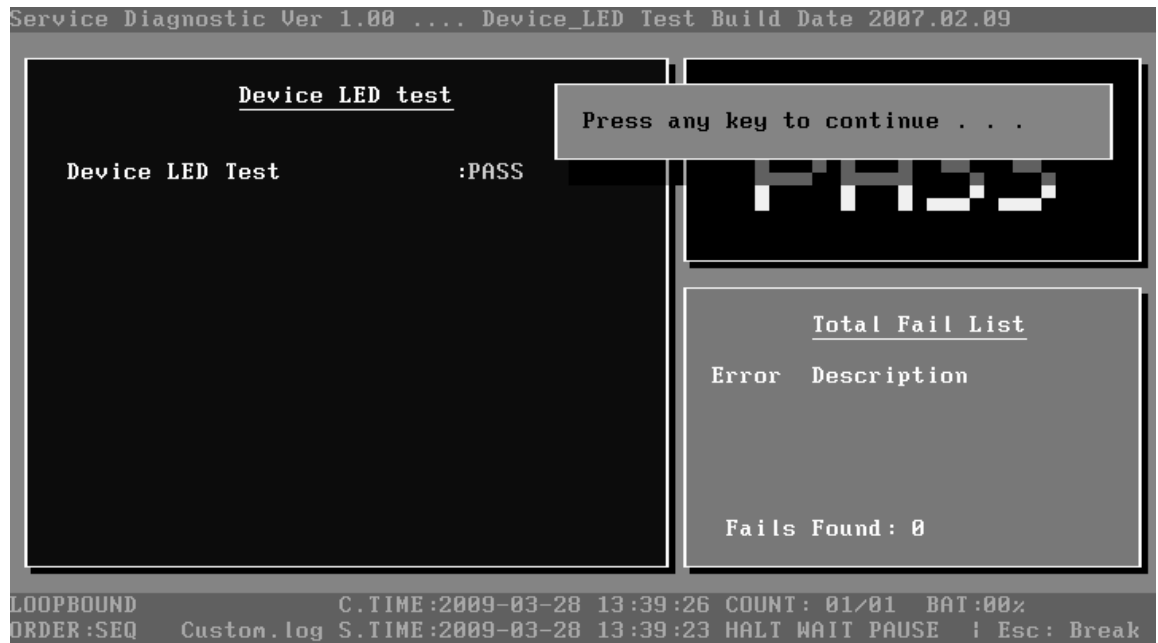 Service Diagnostic Ver 1.00 .... Device_LED Test Build Date 2007.02.09
Device LED test
Press any key to continue . . .
Device LED Test :PASS
PASS
Total Fail List
Error Description
Fails Found: 0
LOOPBOUND C.TIME:2009-03-28 13:39:26 COUNT: 01/01 BAT:00%
ORDER:SEQ Custom.log S.TIME:2009-03-28 13:39:23 HALT WAIT PAUSE ¦ Esc: Break